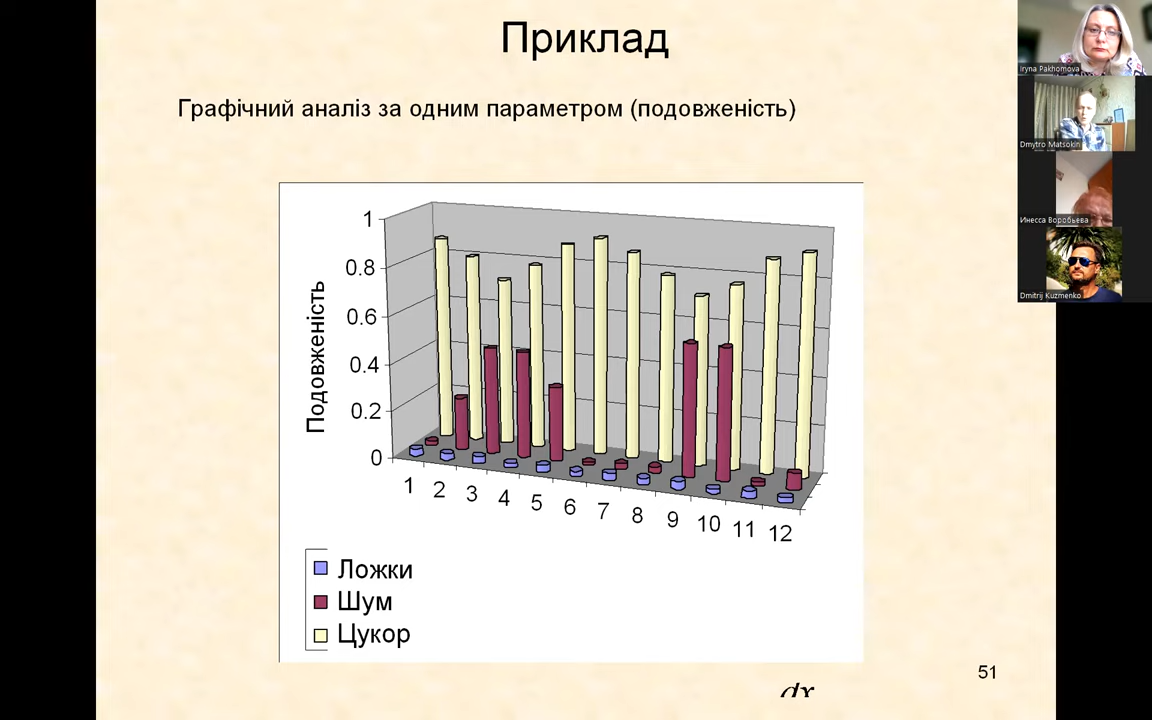 Приклад
Графічний аналіз за одним параметром (подовженість)
Подовженість
1
0.8
0.6
0.4
0.2
0
1 2 3 4 5 6 7 8 9 10 11 12
Ложки
Шум
Цукор
51
dx
Iryna Pakhomova
Dmytro Matsokin
Инесса Воробьева
Dmitrij Kuzmenko